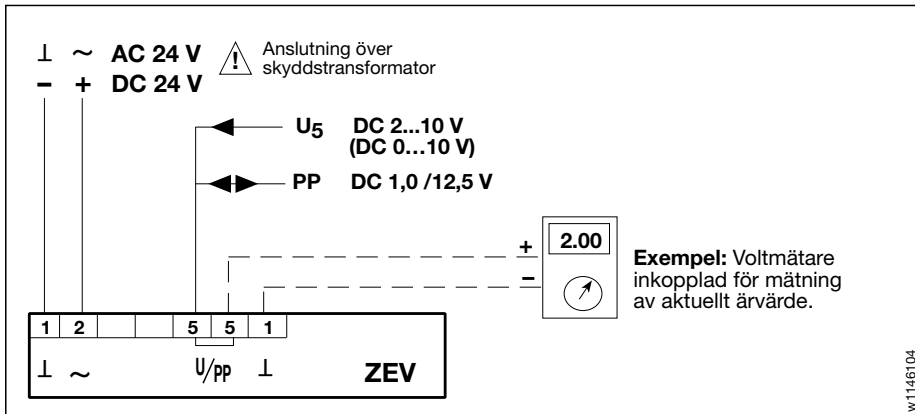 ⊥ ~ AC 24 V
− + DC 24 V
! Anslutning över
skyddstransformator
U5 DC 2...10 V
(DC 0...10 V)
PP DC 1,0 /12,5 V
+ 2.00
−
Exempel: Voltmätare
inkopplad för mätning
av aktuellt ärvärde.
1 2 5 5 1
⊥ ~ U/PP ⊥ ZEV
w1146104